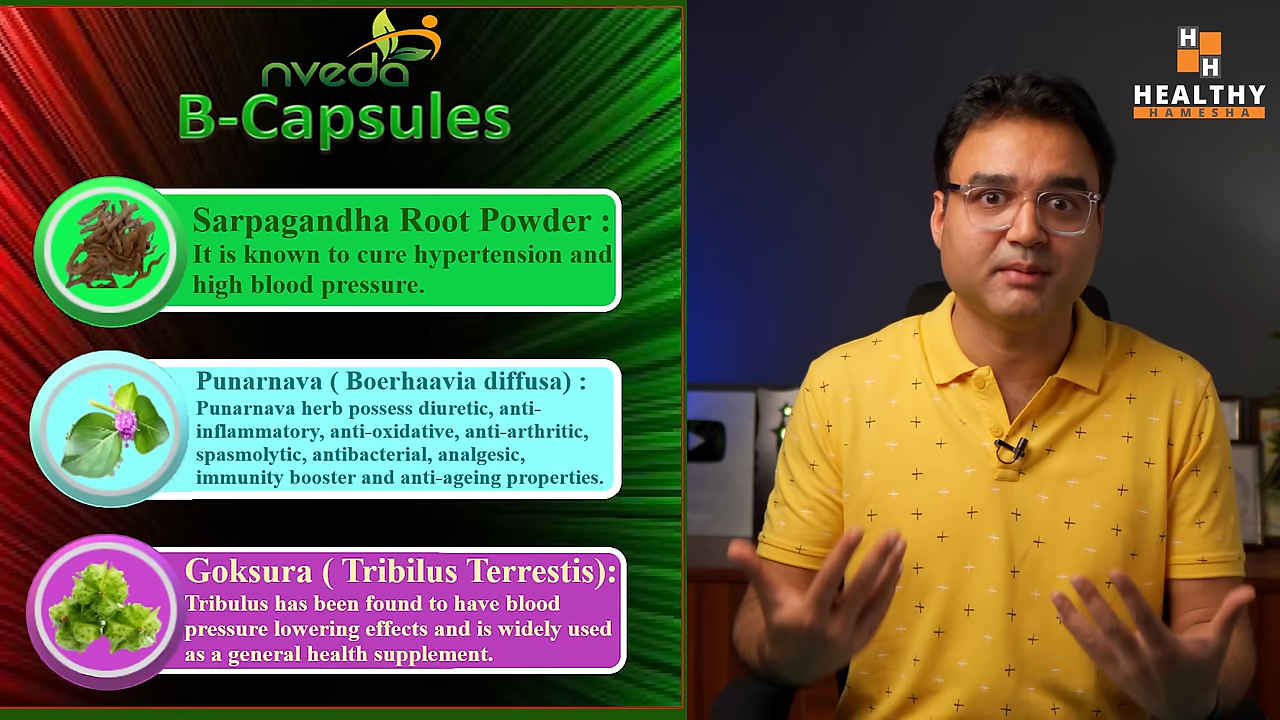 nveda
B-Capsules
Sarpagandha Root Powder :
It is known to cure hypertension and
high blood pressure.
Punarnava ( Boerhaavia diffusa) :
Punarnava herb possess diuretic, anti-
inflammatory, anti-oxidative, anti-arthritic,
spasmolytic, antibacterial, analgesic,
immunity booster and anti-ageing properties.
Goksura ( Tribilus Terrestis):
Tribulus has been found to have blood
pressure lowering effects and is widely used
as a general health supplement.
H
H
HEALTHY
HAMESHA